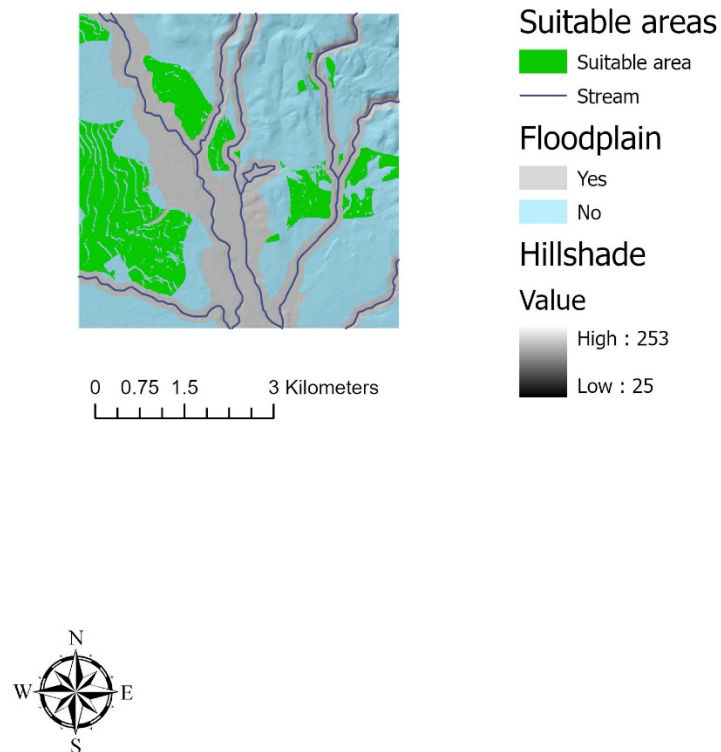 Suitable areas
Suitable area
Stream
Floodplain
Yes
No
Hillshade
Value
High : 253
Low : 25
0 0.75 1.5 3 Kilometers
N
W E
S